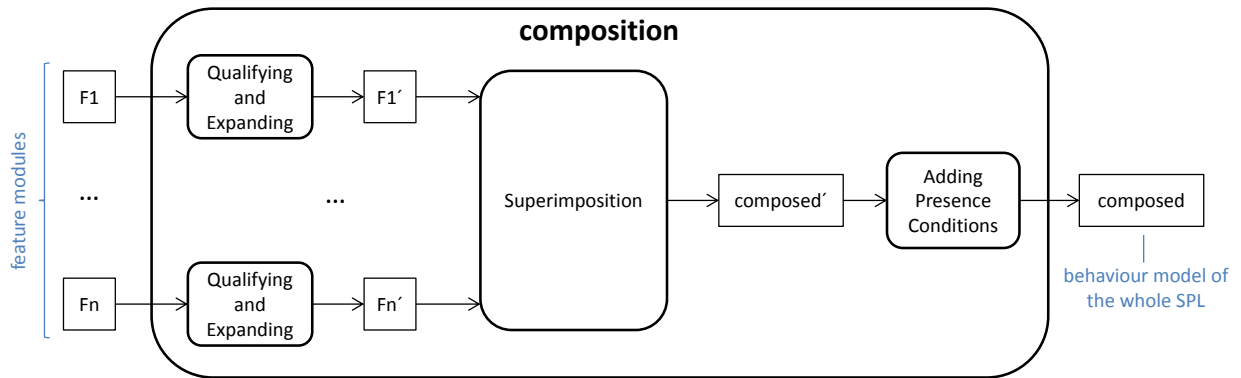 composition
feature modules
F1
Qualifying
and
Expanding
F1´
...
...
Fn
Qualifying
and
Expanding
Fn´
Superimposition
composed´
Adding
Presence
Conditions
composed
behaviour model of
the whole SPL